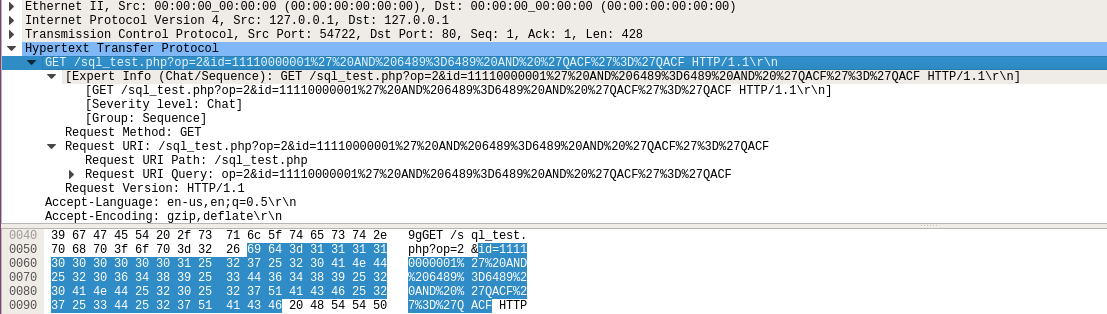 Ethernet II, Src: 00:00:00_00:00:00 (00:00:00:00:00:00), Dst: 00:00:00_00:00:00 (00:00:00:00:00:00)
Internet Protocol Version 4, Src: 127.0.0.1, Dst: 127.0.0.1
Transmission Control Protocol, Src Port: 54722, Dst Port: 80, Seq: 1, Ack: 1, Len: 428
Hypertext Transfer Protocol
GET /sql_test.php?op=2&id=11110000001%27%20AND%206489%3D6489%20AND%20%27QACF%27%3D%27QACF HTTP/1.1\r\n
[Expert Info (Chat/Sequence): GET /sql_test.php?op=2&id=11110000001%27%20AND%206489%3D6489%20AND%20%27QACF%27%3D%27QACF HTTP/1.1\r\n]
[GET /sql_test.php?op=2&id=11110000001%27%20AND%206489%3D6489%20AND%20%27QACF%27%3D%27QACF HTTP/1.1\r\n]
[Severity level: Chat]
[Group: Sequence]
Request Method: GET
Request URI: /sql_test.php?op=2&id=11110000001%27%20AND%206489%3D6489%20AND%20%27QACF%27%3D%27QACF
Request URI Path: /sql_test.php
Request URI Query: op=2&id=11110000001%27%20AND%206489%3D6489%20AND%20%27QACF%27%3D%27QACF
Request Version: HTTP/1.1
Accept-Language: en-us,en;q=0.5\r\n
Accept-Encoding: gzip,deflate\r\n
0040 39 67 47 45 54 20 2f 73 71 6c 5f 74 65 73 74 2e 9gGET /s ql_test.
0050 70 68 70 3f 6f 70 3d 32 26 69 64 3d 31 31 31 31 php?op=2 &id=1111
0060 30 30 30 30 30 30 31 25 32 37 25 32 30 41 4e 44 0000001% 27%20AND
0070 25 32 30 36 34 38 39 25 33 44 36 34 38 39 25 32 %206489% 3D6489%2
0080 30 41 4e 44 25 32 30 25 32 37 51 41 43 46 25 32 0AND%20% 27QACF%2
0090 37 25 33 44 25 32 37 51 41 43 46 20 48 54 54 50 7%3D%27Q ACF HTTP